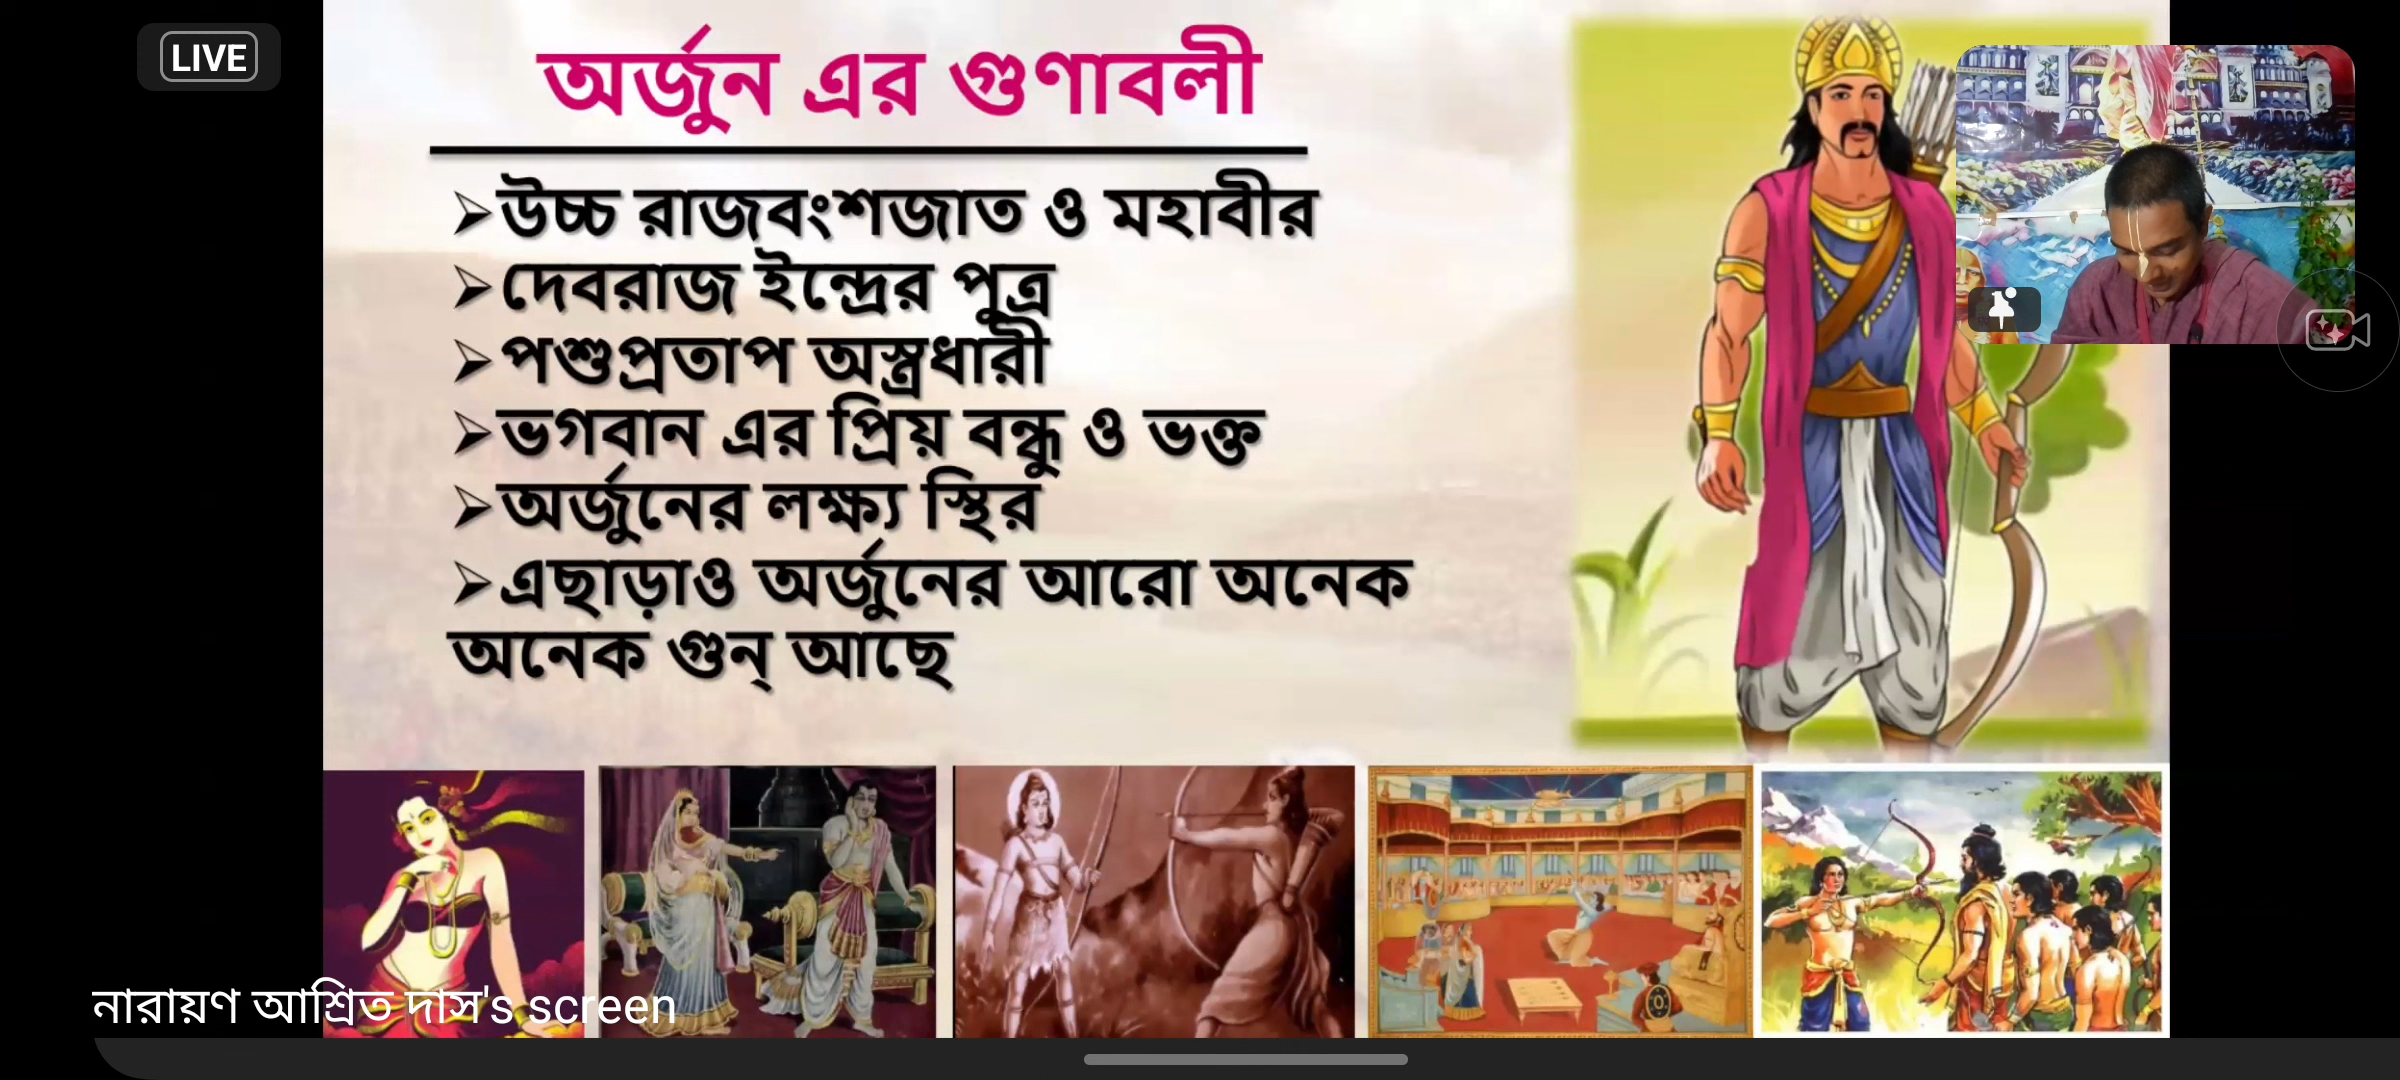 LIVE
অর্জুন এর গুণাবলী
➢উচ্চ রাজবংশজাত ও মহাবীর
➢দেবরাজ ইন্দ্রের পুত্র
➢পশুপ্রতাপ অস্ত্রধারী
➢ভগবান এর প্রিয় বন্ধু ও ভক্ত
➢অর্জুনের লক্ষ্য স্থির
➢এছাড়াও অর্জুনের আরো অনেক
অনেক গুন্ আছে
নারায়ণ আশ্রিত দাস's screen